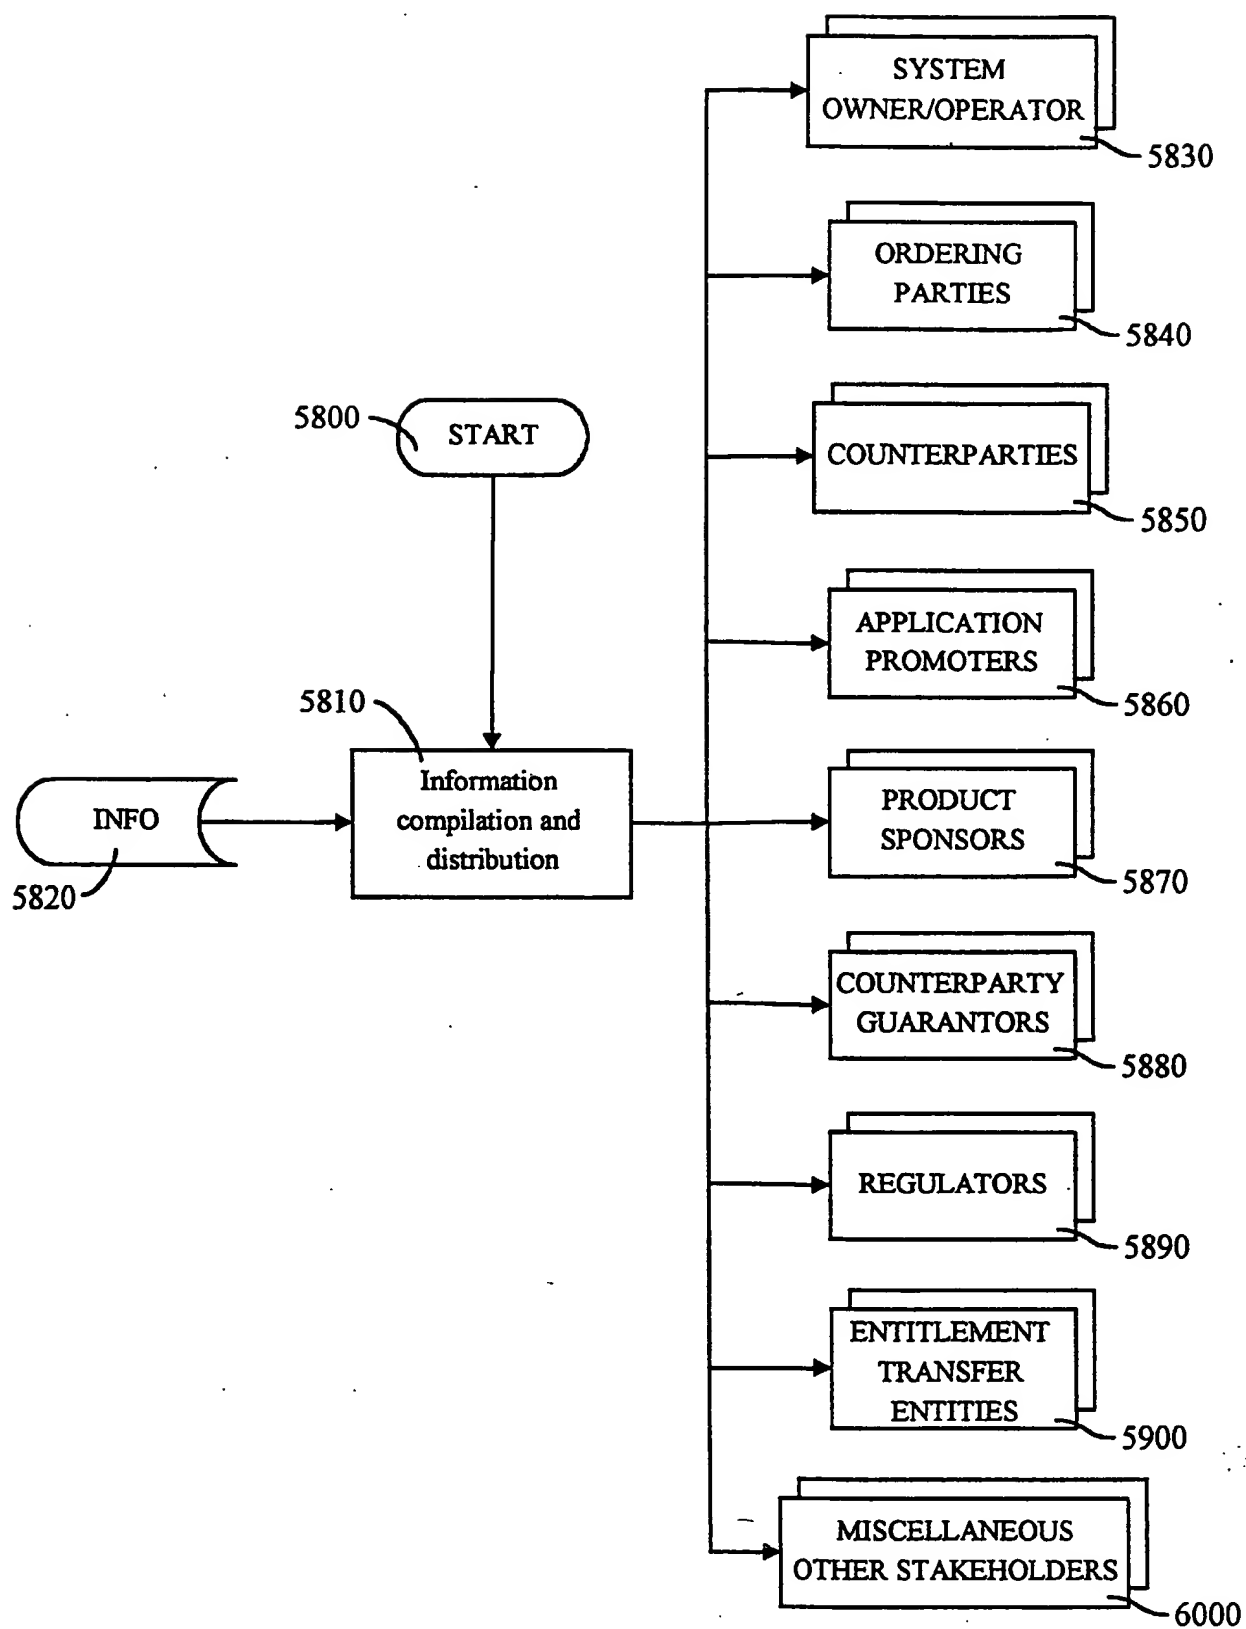 SYSTEM
OWNER/OPERATOR
5830
ORDERING
PARTIES
5840
5800
START
COUNTERPARTIES
5850
APPLICATION
PROMOTERS
5860
5810
Information
compilation and
distribution
INFO
5820
PRODUCT
SPONSORS
5870
COUNTERPARTY
GUARANTORS
5880
REGULATORS
5890
ENTITLEMENT
TRANSFER
ENTITIES
5900
MISCELLANEOUS
OTHER STAKEHOLDERS
6000